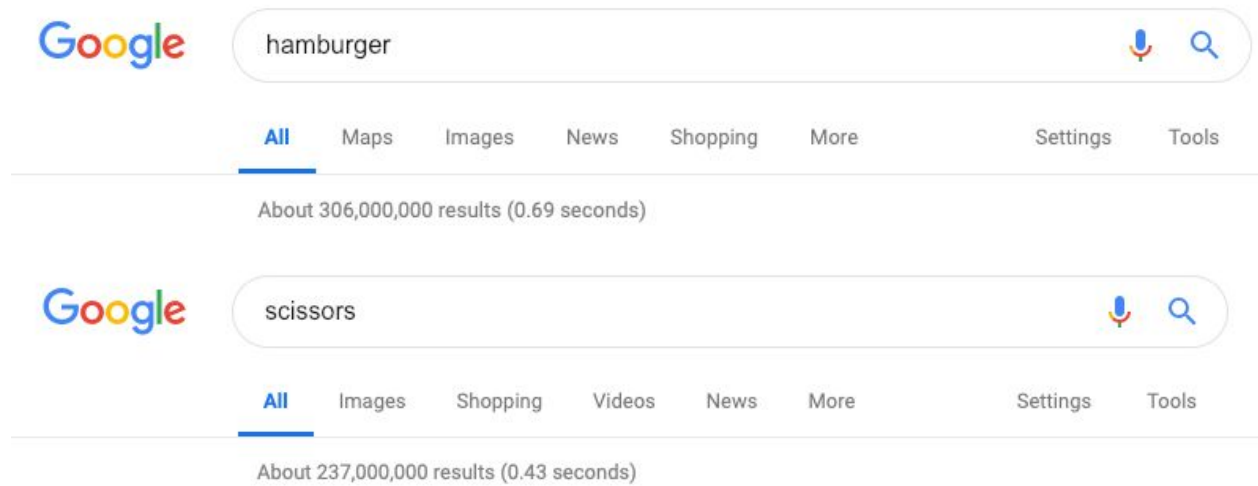 Google hamburger
All Maps Images News Shopping More Settings Tools
About 306,000,000 results (0.69 seconds)
Google scissors
All Images Shopping Videos News More Settings Tools
About 237,000,000 results (0.43 seconds)